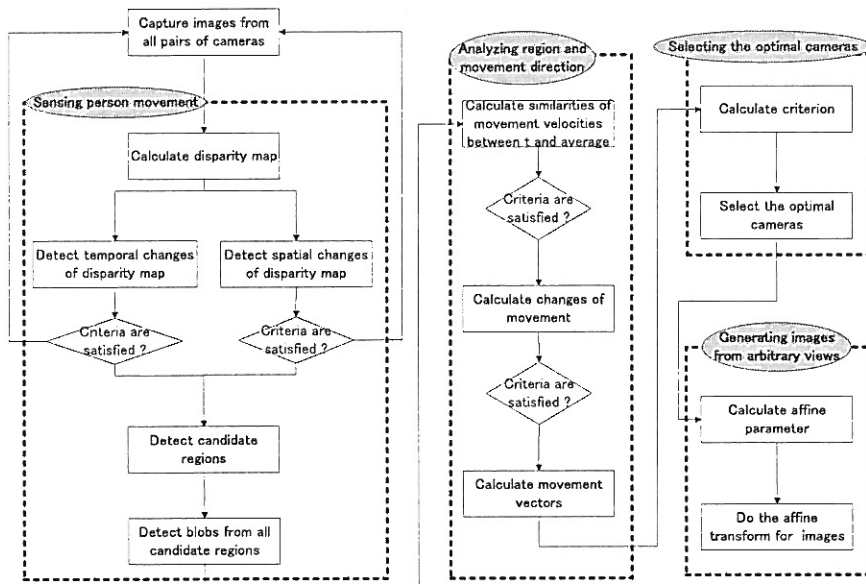 Capture images from
all pairs of cameras
Sensing person movement
Calculate disparity map
Detect temporal changes
of disparity map
Detect spatial changes
of disparity map
Criteria are
satisfied ?
Criteria are
satisfied ?
Detect candidate
regions
Detect blobs from all
candidate regions
Analyzing region and
movement direction
Calculate similarities of
movement velocities
between t and average
Criteria are
satisfied ?
Calculate changes of
movement
Criteria are
satisfied ?
Calculate movement
vectors
Selecting the optimal cameras
Calculate criterion
Select the optimal
cameras
Generating images
from arbitrary views
Calculate affine
parameter
Do the affine
transform for images